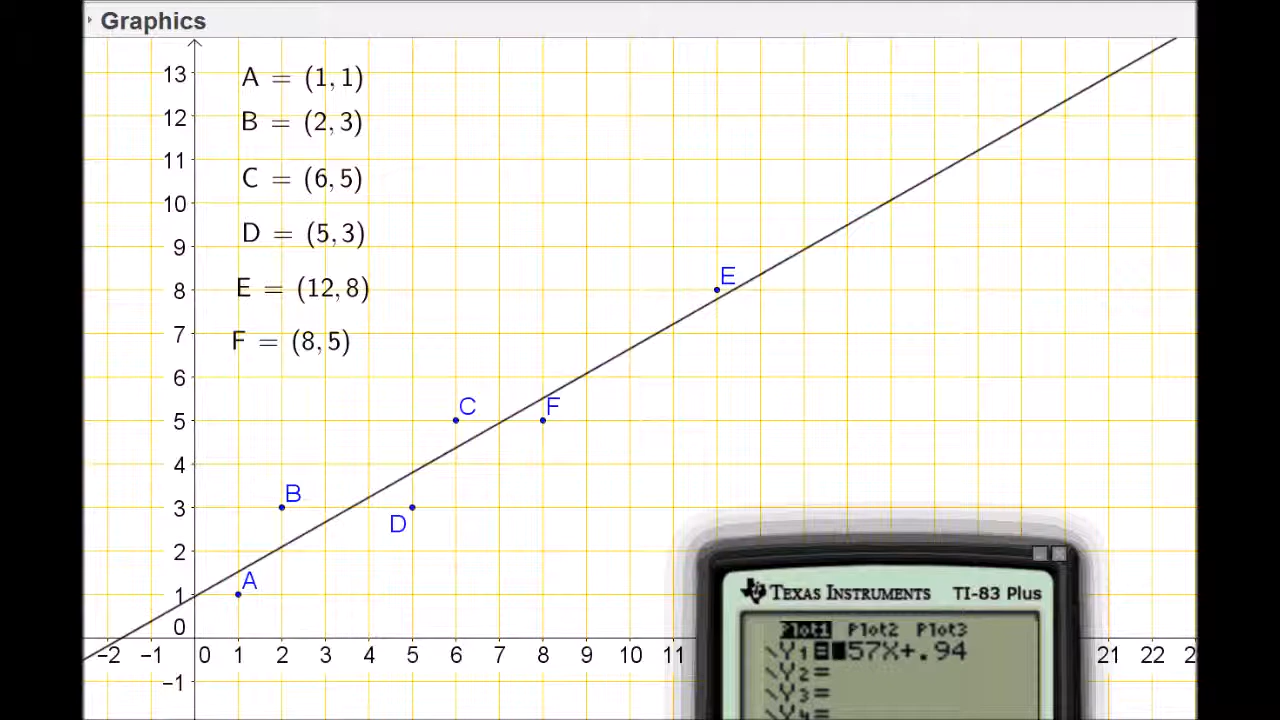 Graphics
13
A = (1, 1)
12
B = (2, 3)
11
C = (6, 5)
10
D = (5, 3)
9
E
8
E = (12, 8)
7
F = (8, 5)
6
C
F
5
4
B
3
D
2
A
1
TEXAS INSTRUMENTS TI-83 Plus
0
Plot1 Plot2 Plot3
−2 −1 0 1 2 3 4 5 6 7 8 9 10 11 21 22
\Y1=57X+.94
\Y2=
−1
\Y3=
\Y4=